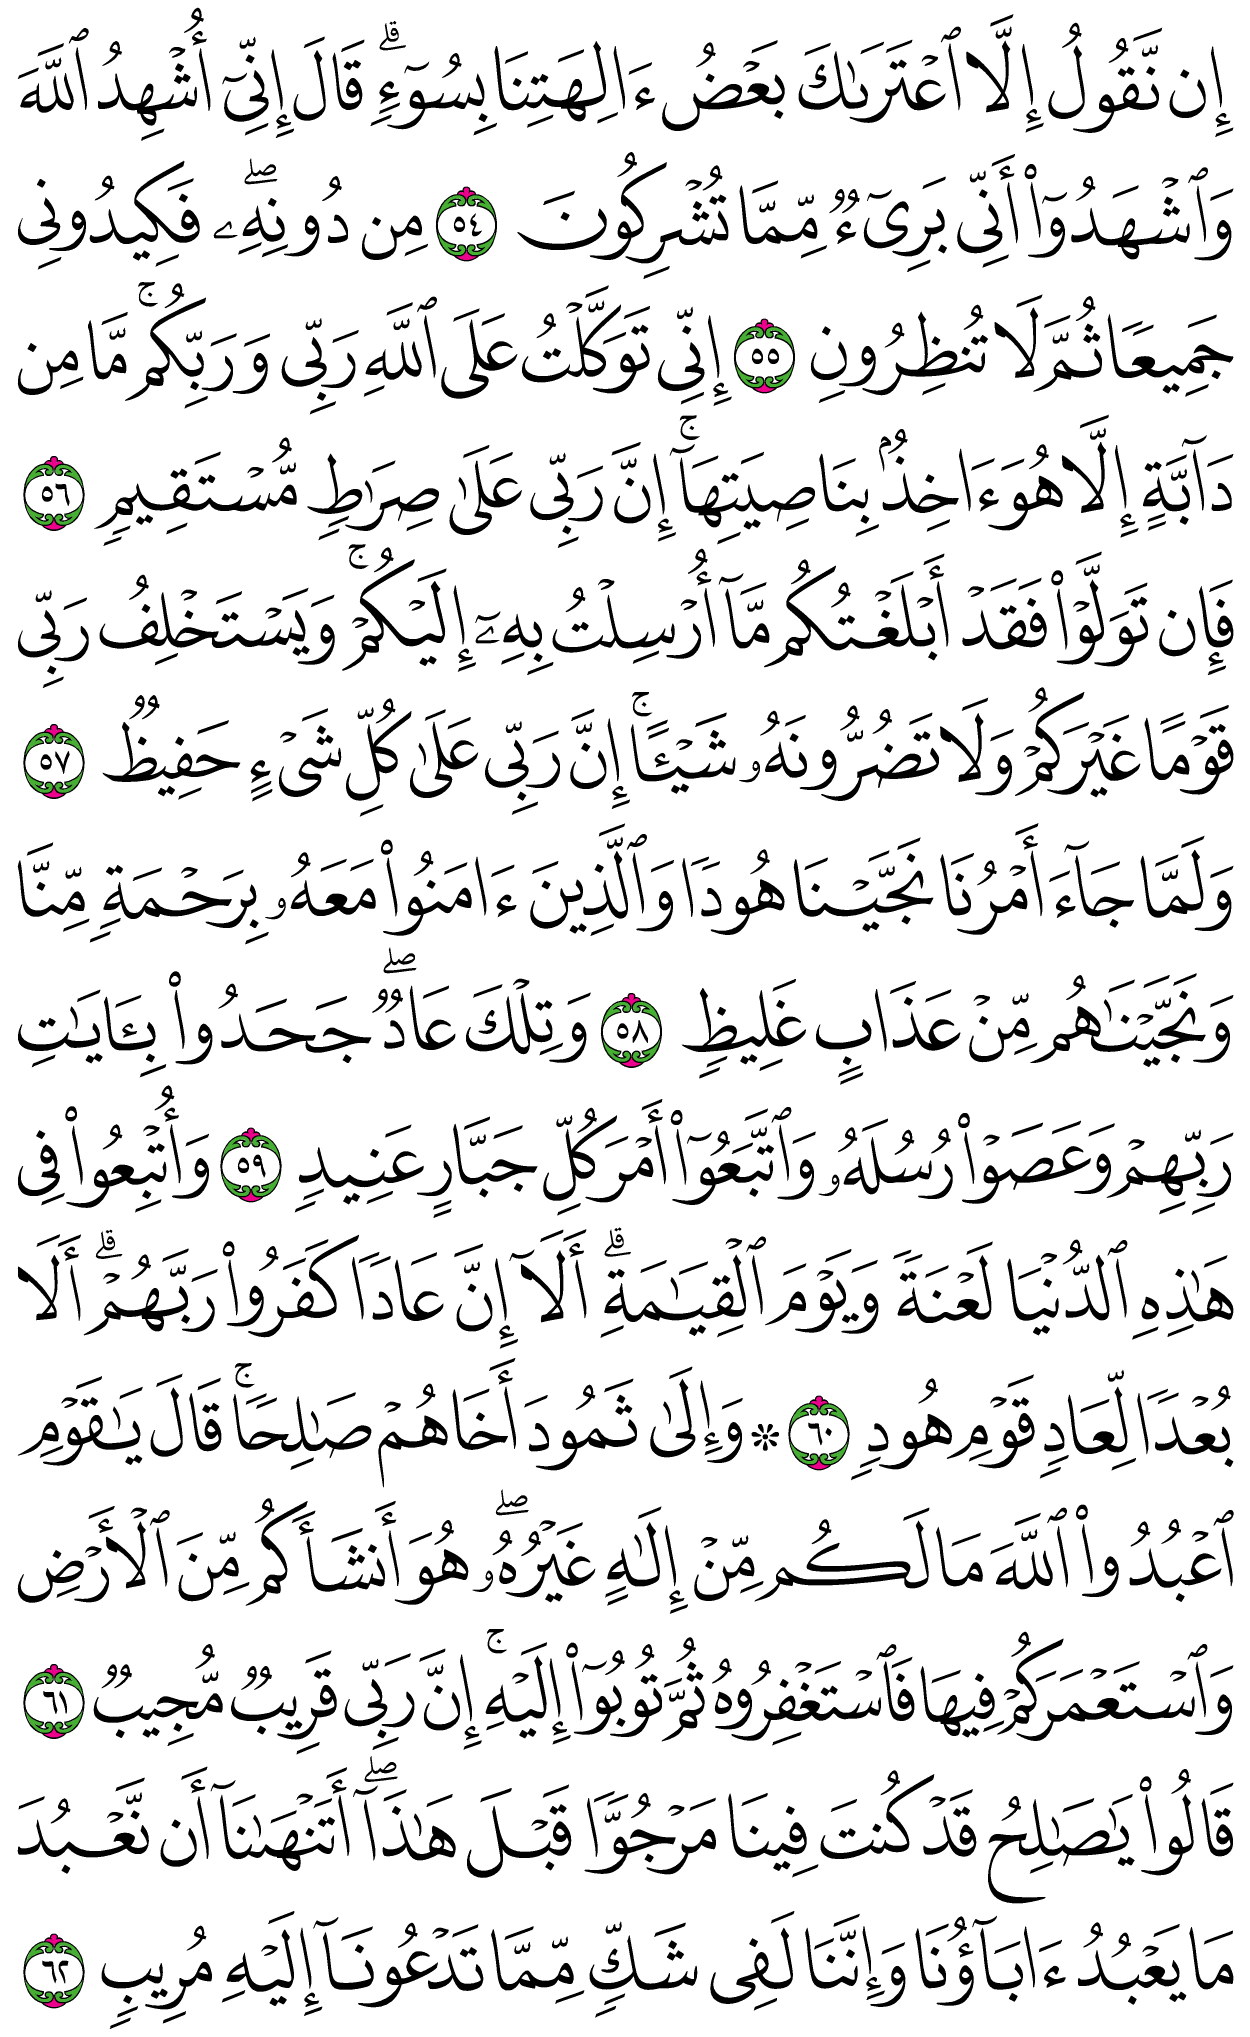 إِن نَّقُولُ إِلَّا ٱعۡتَرَىٰكَ بَعۡضُ ءَالِهَتِنَا بِسُوٓءٖۗ قَالَ إِنِّيٓ أُشۡهِدُ ٱللَّهَ
وَٱشۡهَدُوٓاْ أَنِّي بَرِيٓءٞ مِّمَّا تُشۡرِكُونَ ٥٤ مِن دُونِهِۦۖ فَكِيدُونِي
جَمِيعٗا ثُمَّ لَا تُنظِرُونِ ٥٥ إِنِّي تَوَكَّلۡتُ عَلَى ٱللَّهِ رَبِّي وَرَبِّكُمۚ مَّا مِن
دَآبَّةٍ إِلَّا هُوَ ءَاخِذُۢ بِنَاصِيَتِهَآۚ إِنَّ رَبِّي عَلَىٰ صِرَٰطٖ مُّسۡتَقِيمٖ ٥٦
فَإِن تَوَلَّوۡاْ فَقَدۡ أَبۡلَغۡتُكُم مَّآ أُرۡسِلۡتُ بِهِۦٓ إِلَيۡكُمۡۚ وَيَسۡتَخۡلِفُ رَبِّي
قَوۡمًا غَيۡرَكُمۡ وَلَا تَضُرُّونَهُۥ شَيۡـًٔاۚ إِنَّ رَبِّي عَلَىٰ كُلِّ شَيۡءٍ حَفِيظٞ ٥٧
وَلَمَّا جَآءَ أَمۡرُنَا نَجَّيۡنَا هُودٗا وَٱلَّذِينَ ءَامَنُواْ مَعَهُۥ بِرَحۡمَةٖ مِّنَّا
وَنَجَّيۡنَٰهُم مِّنۡ عَذَابٍ غَلِيظٖ ٥٨ وَتِلۡكَ عَادٞۖ جَحَدُواْ بِـَٔايَٰتِ
رَبِّهِمۡ وَعَصَوۡاْ رُسُلَهُۥ وَٱتَّبَعُوٓاْ أَمۡرَ كُلِّ جَبَّارٍ عَنِيدٖ ٥٩ وَأُتۡبِعُواْ فِي
هَٰذِهِ ٱلدُّنۡيَا لَعۡنَةٗ وَيَوۡمَ ٱلۡقِيَٰمَةِۗ أَلَآ إِنَّ عَادٗا كَفَرُواْ رَبَّهُمۡۗ أَلَا
بُعۡدٗا لِّعَادٖ قَوۡمِ هُودٖ ٦٠ ۞ وَإِلَىٰ ثَمُودَ أَخَاهُمۡ صَٰلِحٗاۚ قَالَ يَٰقَوۡمِ
ٱعۡبُدُواْ ٱللَّهَ مَا لَكُم مِّنۡ إِلَٰهٍ غَيۡرُهُۥۖ هُوَ أَنشَأَكُم مِّنَ ٱلۡأَرۡضِ
وَٱسۡتَعۡمَرَكُمۡ فِيهَا فَٱسۡتَغۡفِرُوهُ ثُمَّ تُوبُوٓاْ إِلَيۡهِۚ إِنَّ رَبِّي قَرِيبٞ مُّجِيبٞ ٦١
قَالُواْ يَٰصَٰلِحُ قَدۡ كُنتَ فِينَا مَرۡجُوّٗا قَبۡلَ هَٰذَآۖ أَتَنۡهَىٰنَآ أَن نَّعۡبُدَ
مَا يَعۡبُدُ ءَابَآؤُنَا وَإِنَّنَا لَفِي شَكّٖ مِّمَّا تَدۡعُونَآ إِلَيۡهِ مُرِيبٖ ٦٢